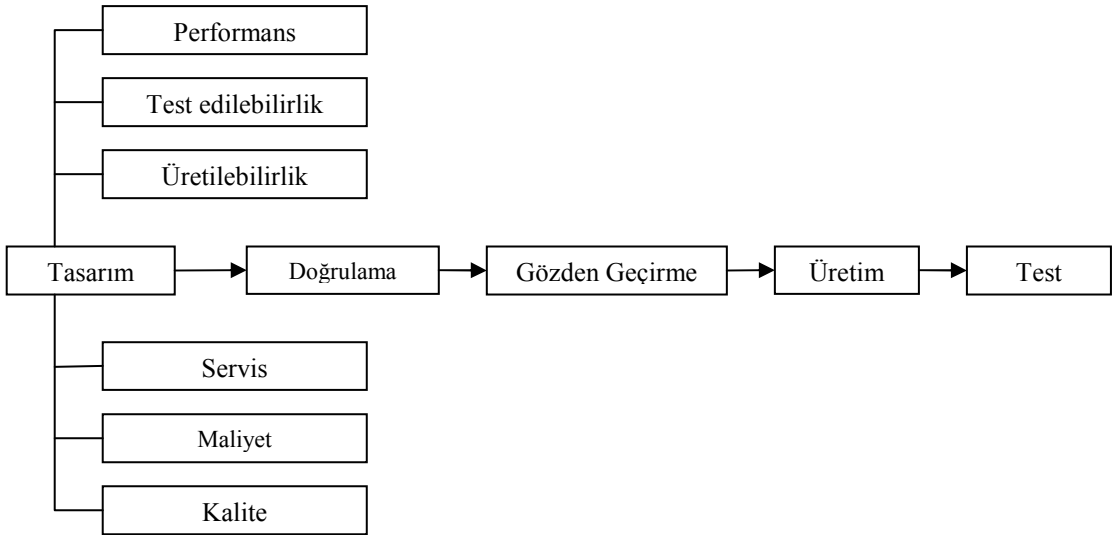 Performans
Test edilebilirlik
Üretilebilirlik
Tasarım
Doğrulama
Gözden Geçirme
Üretim
Test
Servis
Maliyet
Kalite